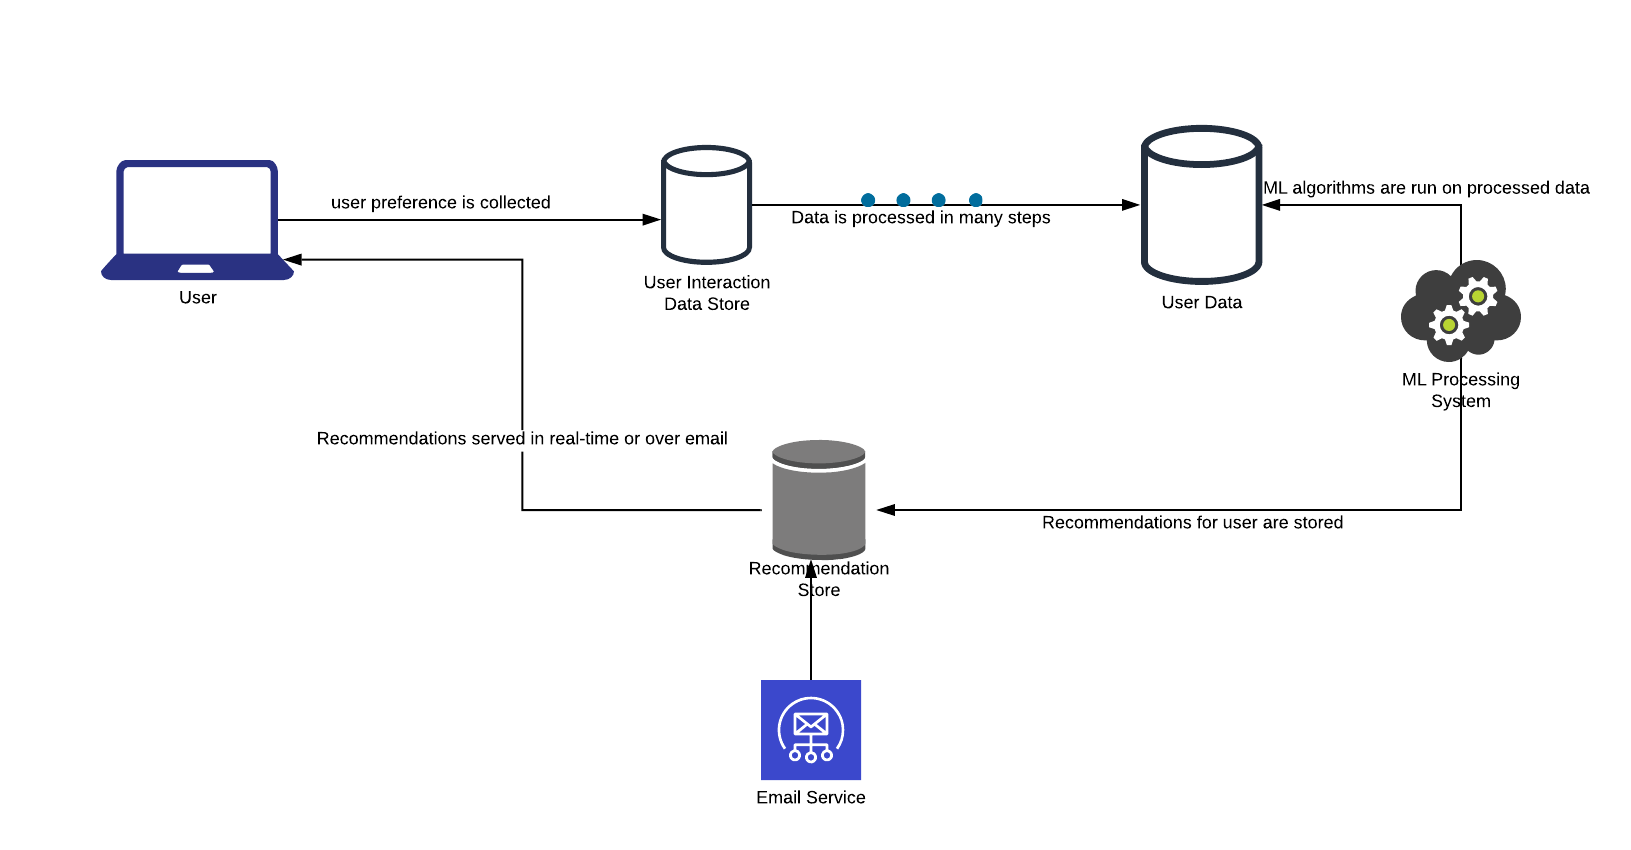 ML algorithms are run on processed data
user preference is collected
Data is processed in many steps
User Interaction
Data Store
User
User Data
ML Processing
System
Recommendations served in real-time or over email
Recommendations for user are stored
Recommendation
Store
Email Service